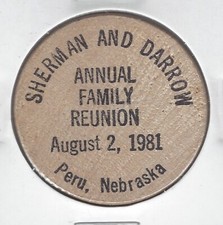 SHERMAN AND DARROW
ANNUAL
FAMILY
REUNION
August 2, 1981
Peru, Nebraska